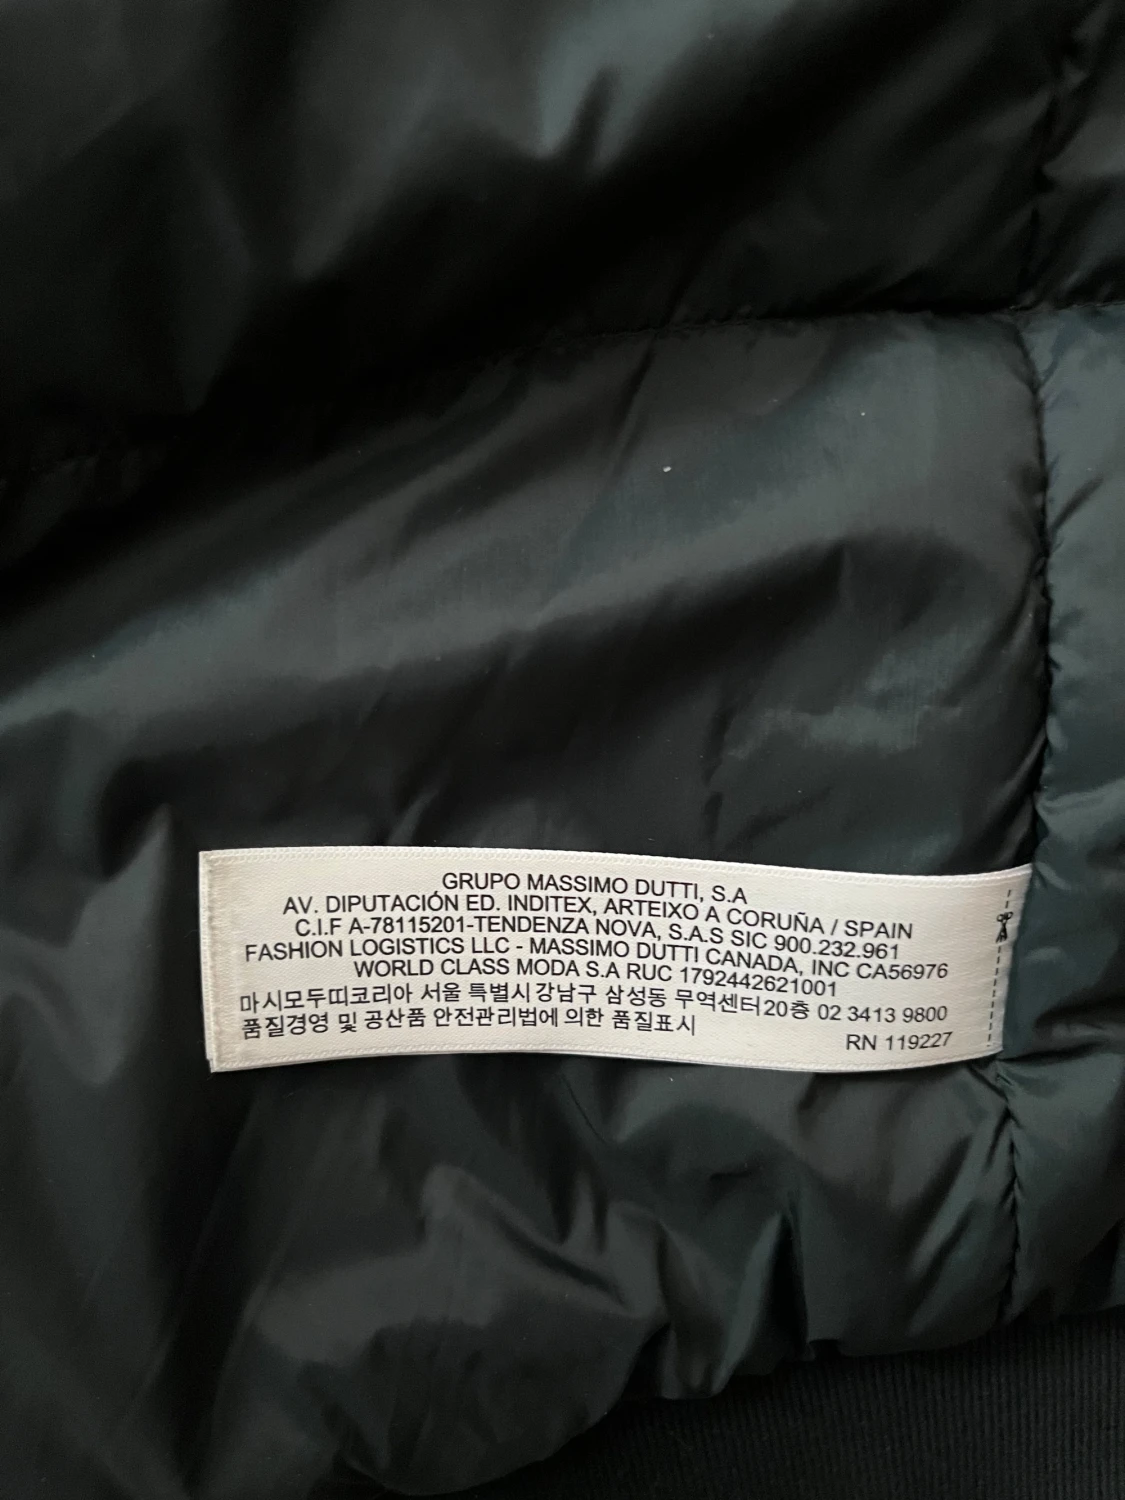 GRUPO MASSIMO DUTTI, S.A
AV. DIPUTACIÓN ED. INDITEX, ARTEIXO A CORUÑA / SPAIN
C.I.F A-78115201-TENDENZA NOVA, S.A.S SIC 900.232.961
FASHION LOGISTICS LLC - MASSIMO DUTTI CANADA, INC CA56976
WORLD CLASS MODA S.A RUC 1792442621001
마시모두띠코리아 서울 특별시강남구 삼성동 무역센터20층 02 3413 9800
품질경영 및 공산품 안전관리법에의한 품질표시
RN 119227